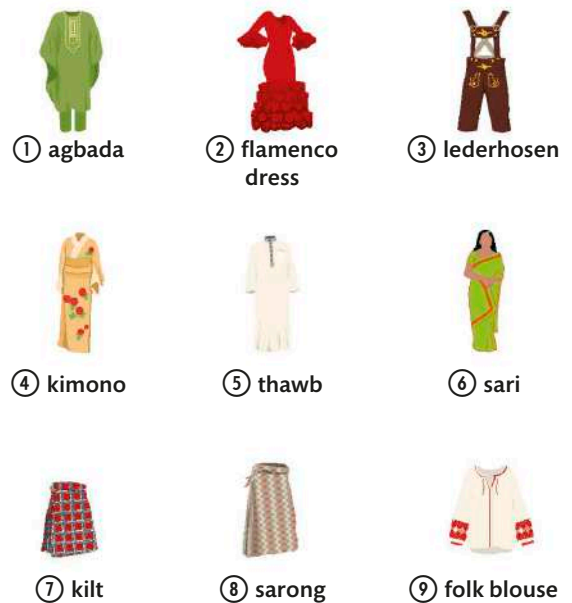 ① agbada
② flamenco
dress
③ lederhosen
④ kimono
⑤ thawb
⑥ sari
⑦ kilt
⑧ sarong
⑨ folk blouse